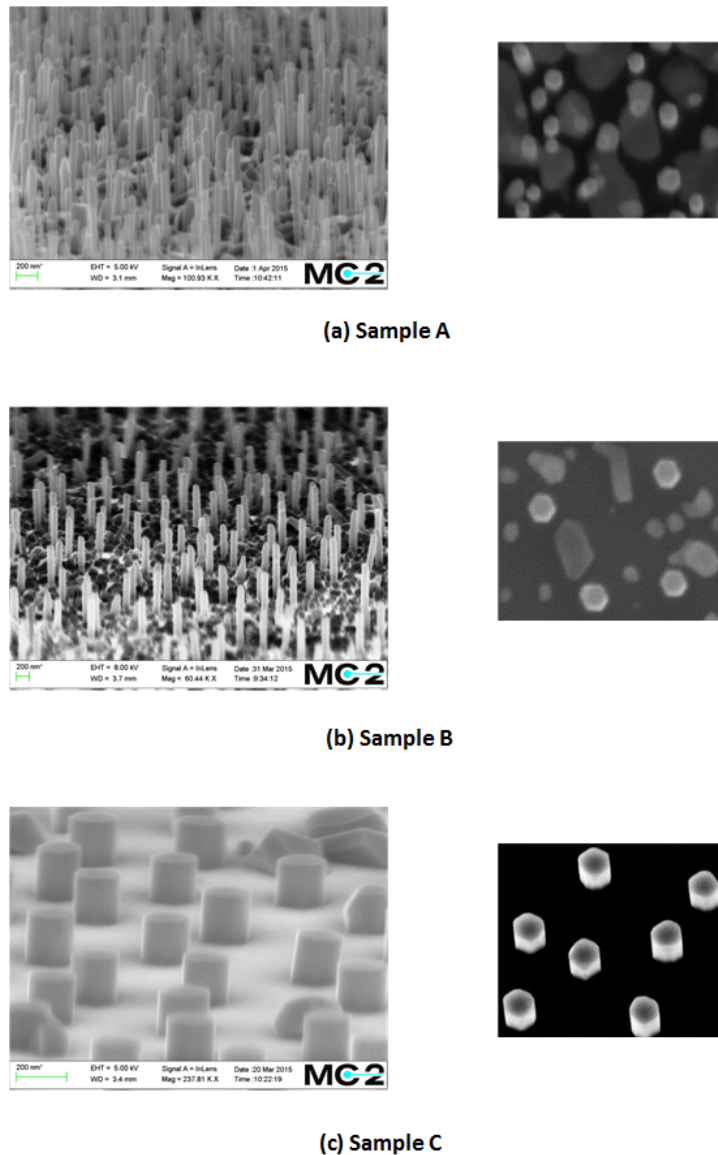 200 nm*
EHT = 5.00 kV Signal A = InLens Date :1 Apr 2015
WD = 3.1 mm Mag = 100.93 K X Time :10:42:11
MC2
(a) Sample A
200 nm*
EHT = 8.00 kV Signal A = InLens Date :31 Mar 2015
WD = 3.7 mm Mag = 60.44 K X Time :9:34:12
MC2
(b) Sample B
200 nm*
EHT = 5.00 kV Signal A = InLens Date :20 Mar 2015
WD = 3.4 mm Mag = 237.81 K X Time :10:22:19
MC2
(c) Sample C